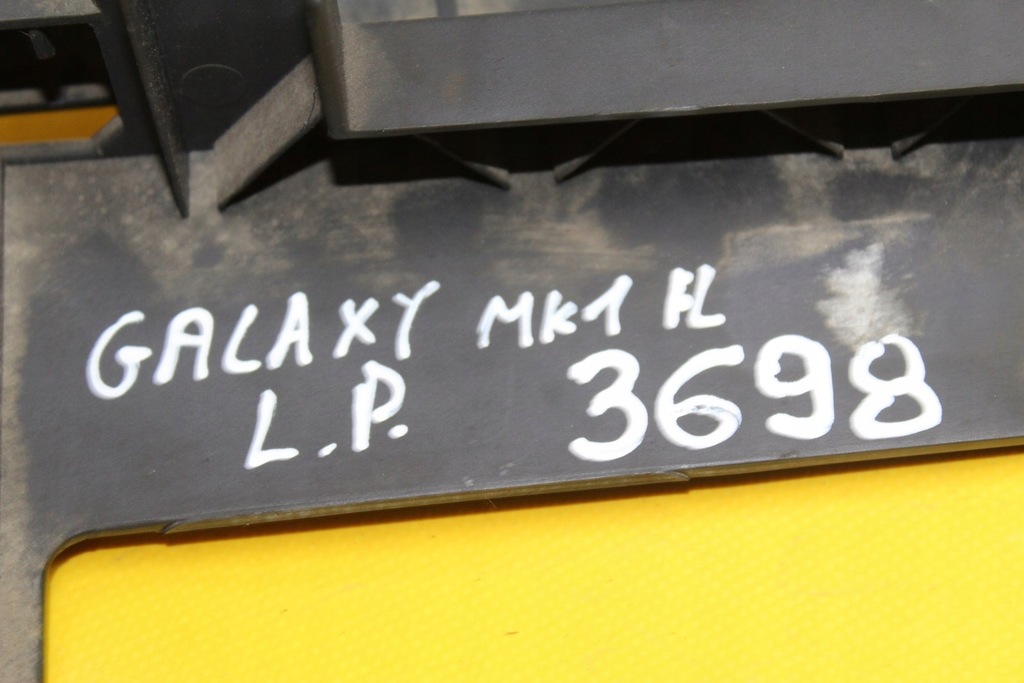 GALAXY MK1 FL
L.P. 3698